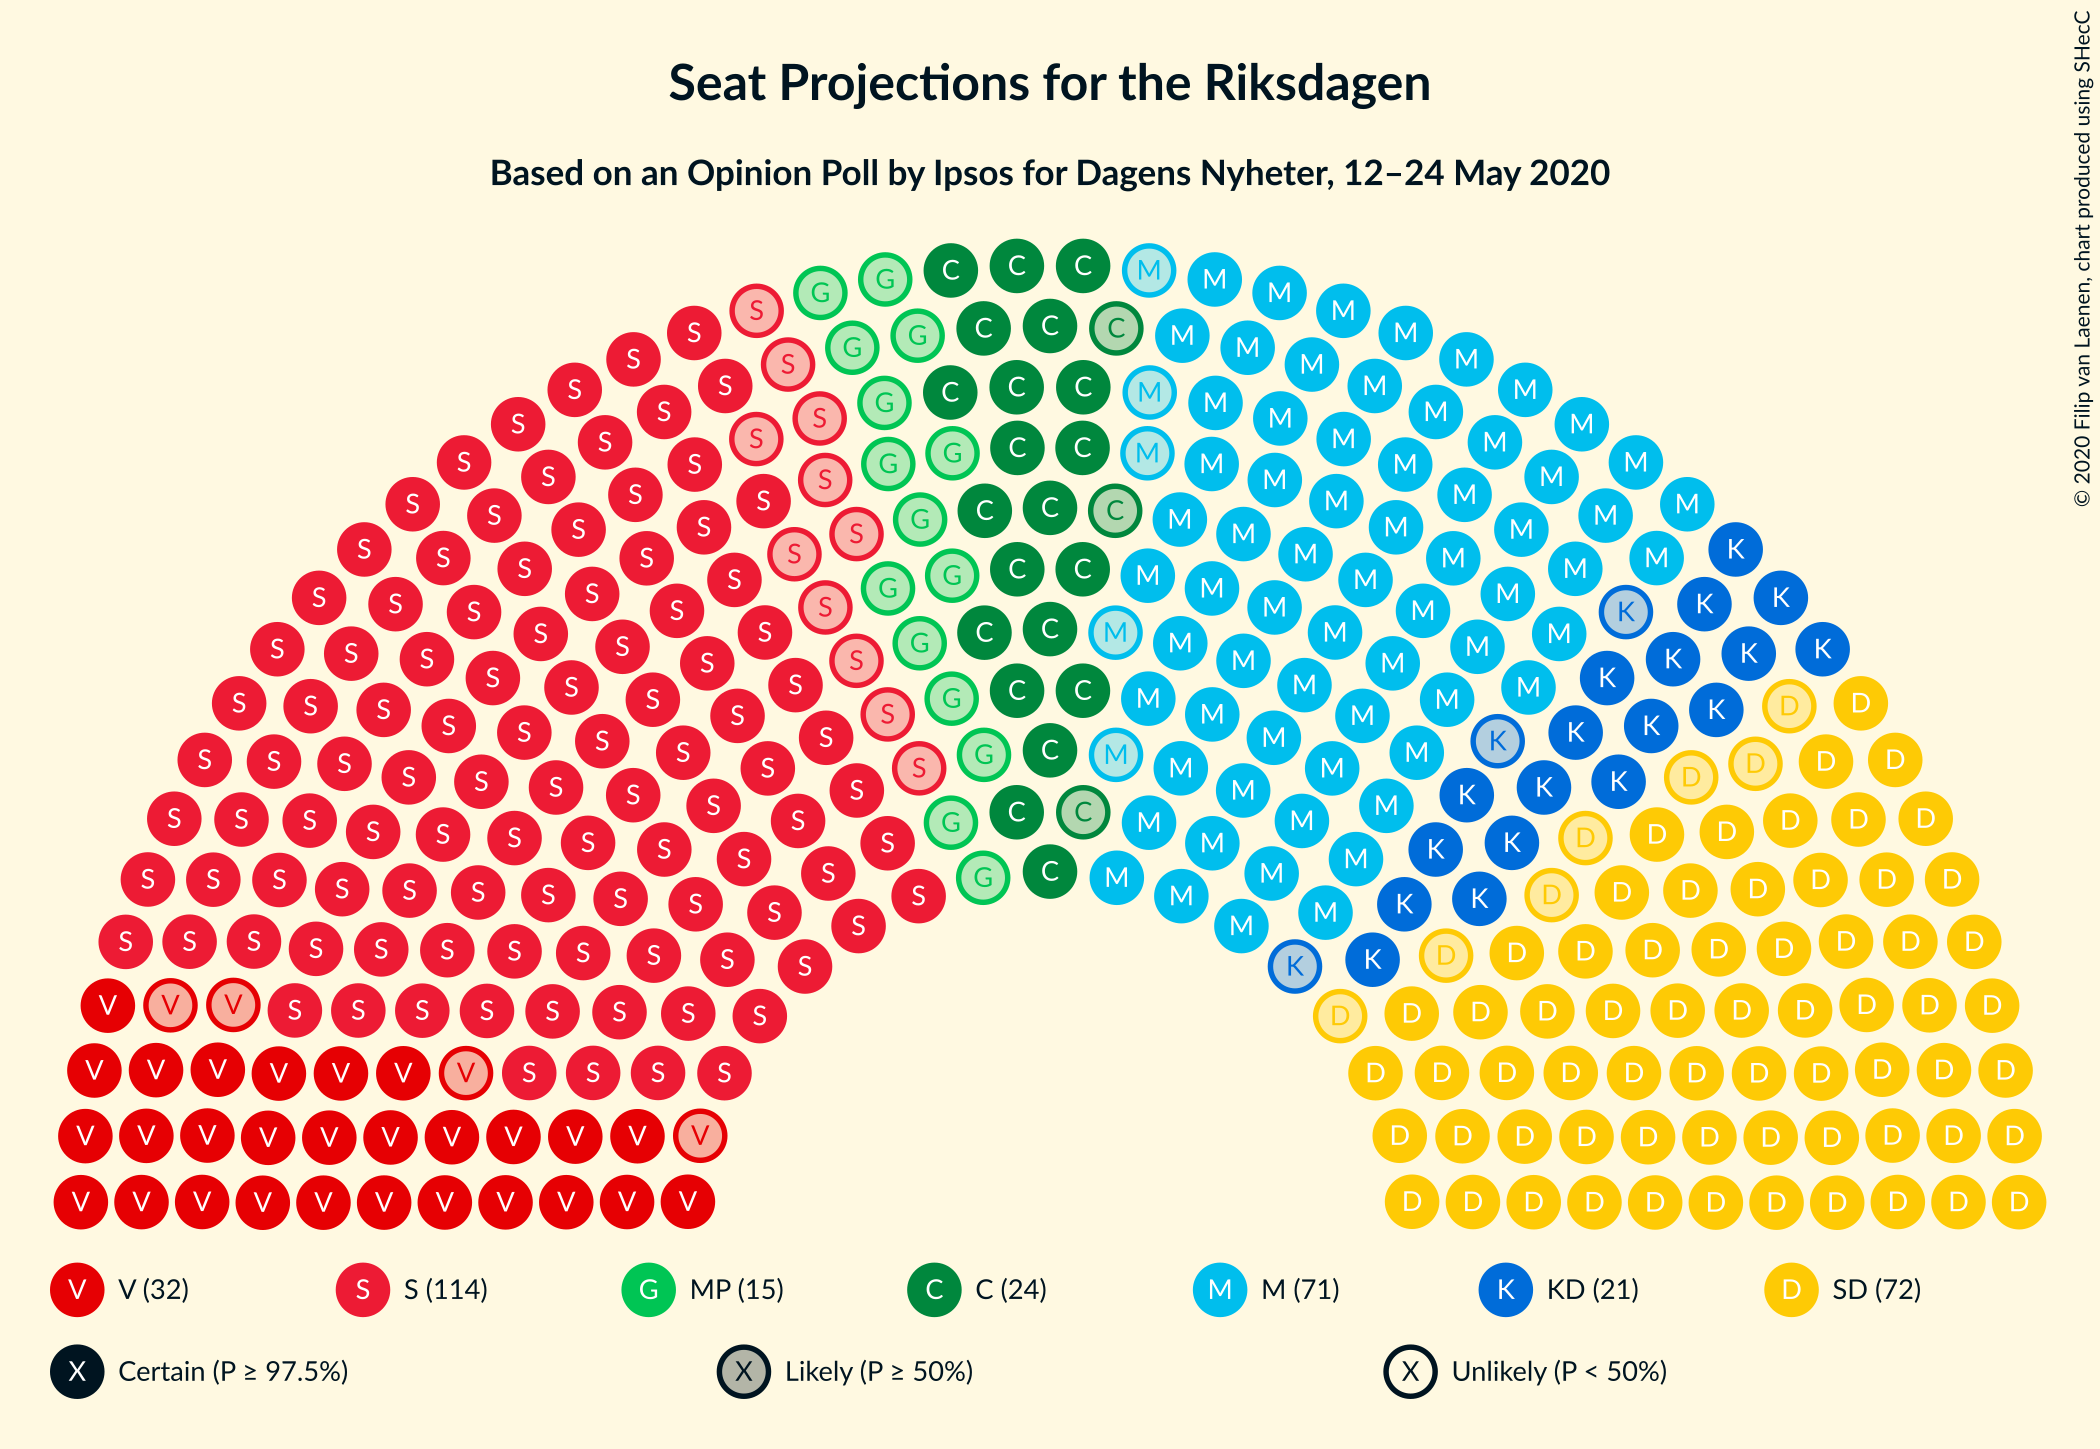 Seat Projections for the Riksdagen
Based on an Opinion Poll by Ipsos for Dagens Nyheter, 12–24 May 2020
© 2020 Filip van Laenen, chart produced using SHecC
V V (32) S S (114) G MP (15) C C (24) M M (71) K KD (21) D SD (72)
X Certain (P ≥ 97.5%) X Likely (P ≥ 50%) X Unlikely (P < 50%)